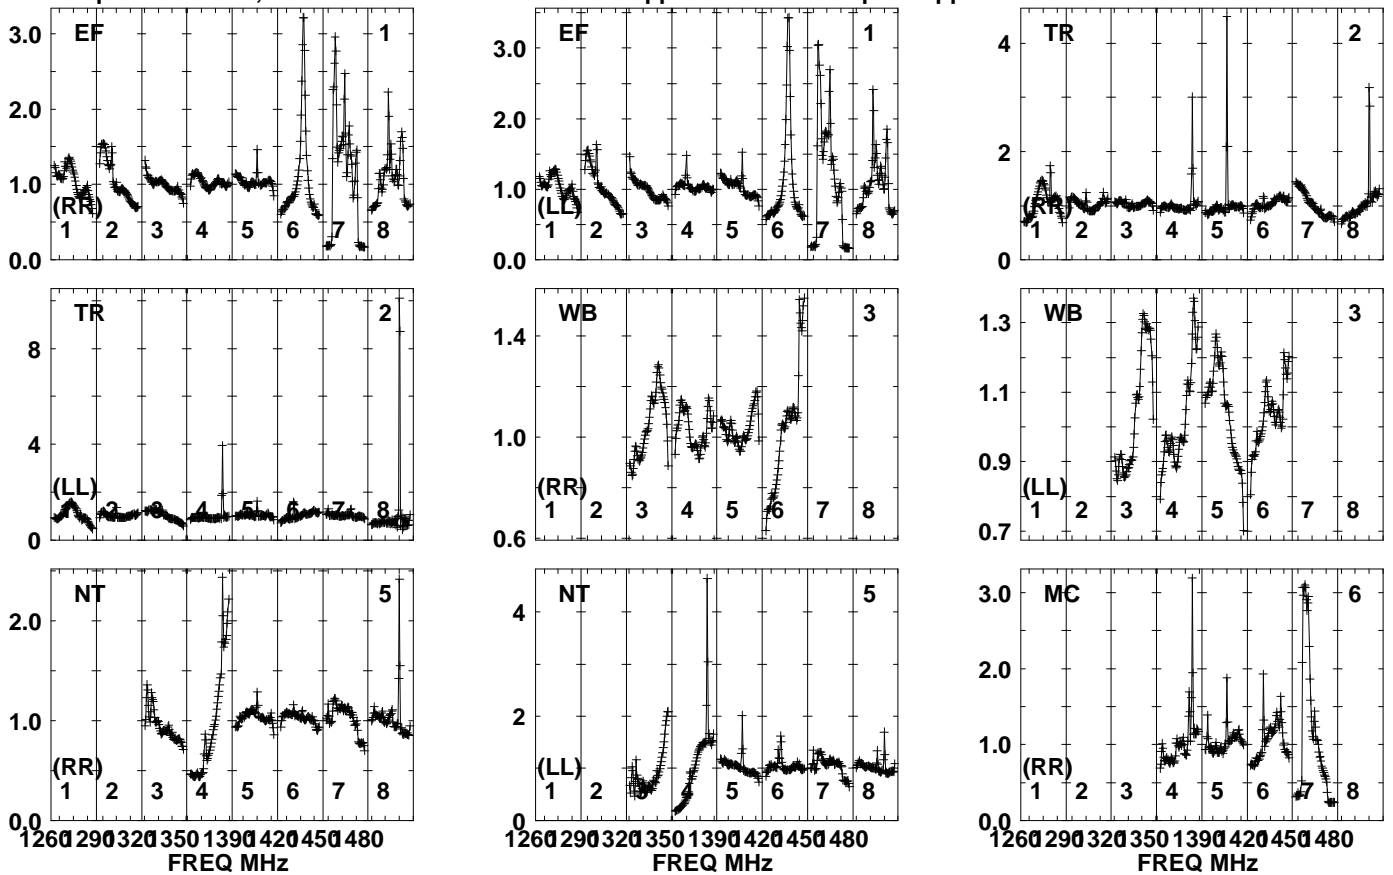 EF 1
3.0
2.0
1.0
0.0
(RR)
1 2 3 4 5 6 7 8
EF 1
3.0
2.0
1.0
0.0
(LL)
1 2 3 4 5 6 7 8
TR 2
4
2
0
(RR)
1 2 3 4 5 6 7 8
TR 2
8
4
0
(LL)
1 2 3 4 5 6 7 8
WB 3
1.4
1.0
0.6
(RR)
1 2 3 4 5 6 7 8
WB 3
1.3
1.1
0.9
0.7
(LL)
1 2 3 4 5 6 7 8
NT 5
2.0
1.0
0.0
(RR)
1 2 3 4 5 6 7 8
1260 1290 1320 1350 1390 1420 1450 1480
FREQ MHz
NT 5
4
2
0
(LL)
1 2 3 4 5 6 7 8
1260 1290 1320 1350 1390 1420 1450 1480
FREQ MHz
MC 6
3.0
2.0
1.0
0.0
(RR)
1 2 3 4 5 6 7 8
1260 1290 1320 1350 1390 1420 1450 1480
FREQ MHz